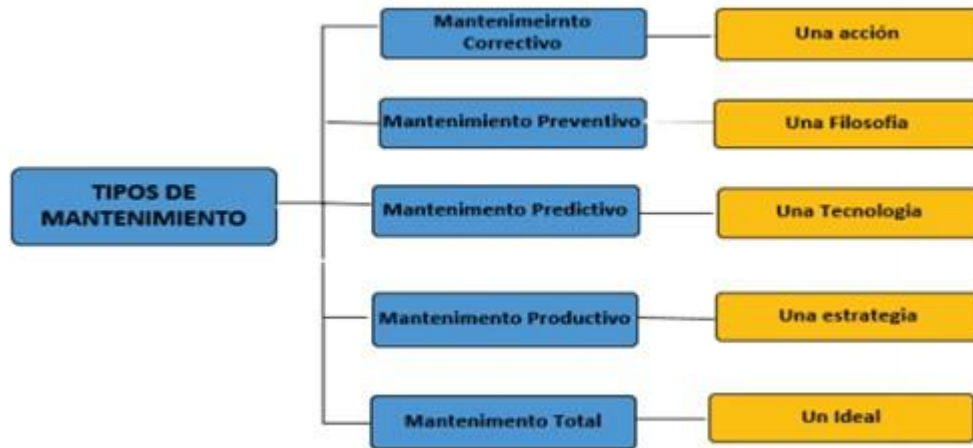 Mantenimeirnto
Correctivo
Una acción
Mantenimiento Preventivo
Una Filosofia
TIPOS DE
MANTENIMIENTO
Mantenimento Predictivo
Una Tecnologia
Mantenimento Productivo
Una estrategia
Mantenimento Total
Un Ideal